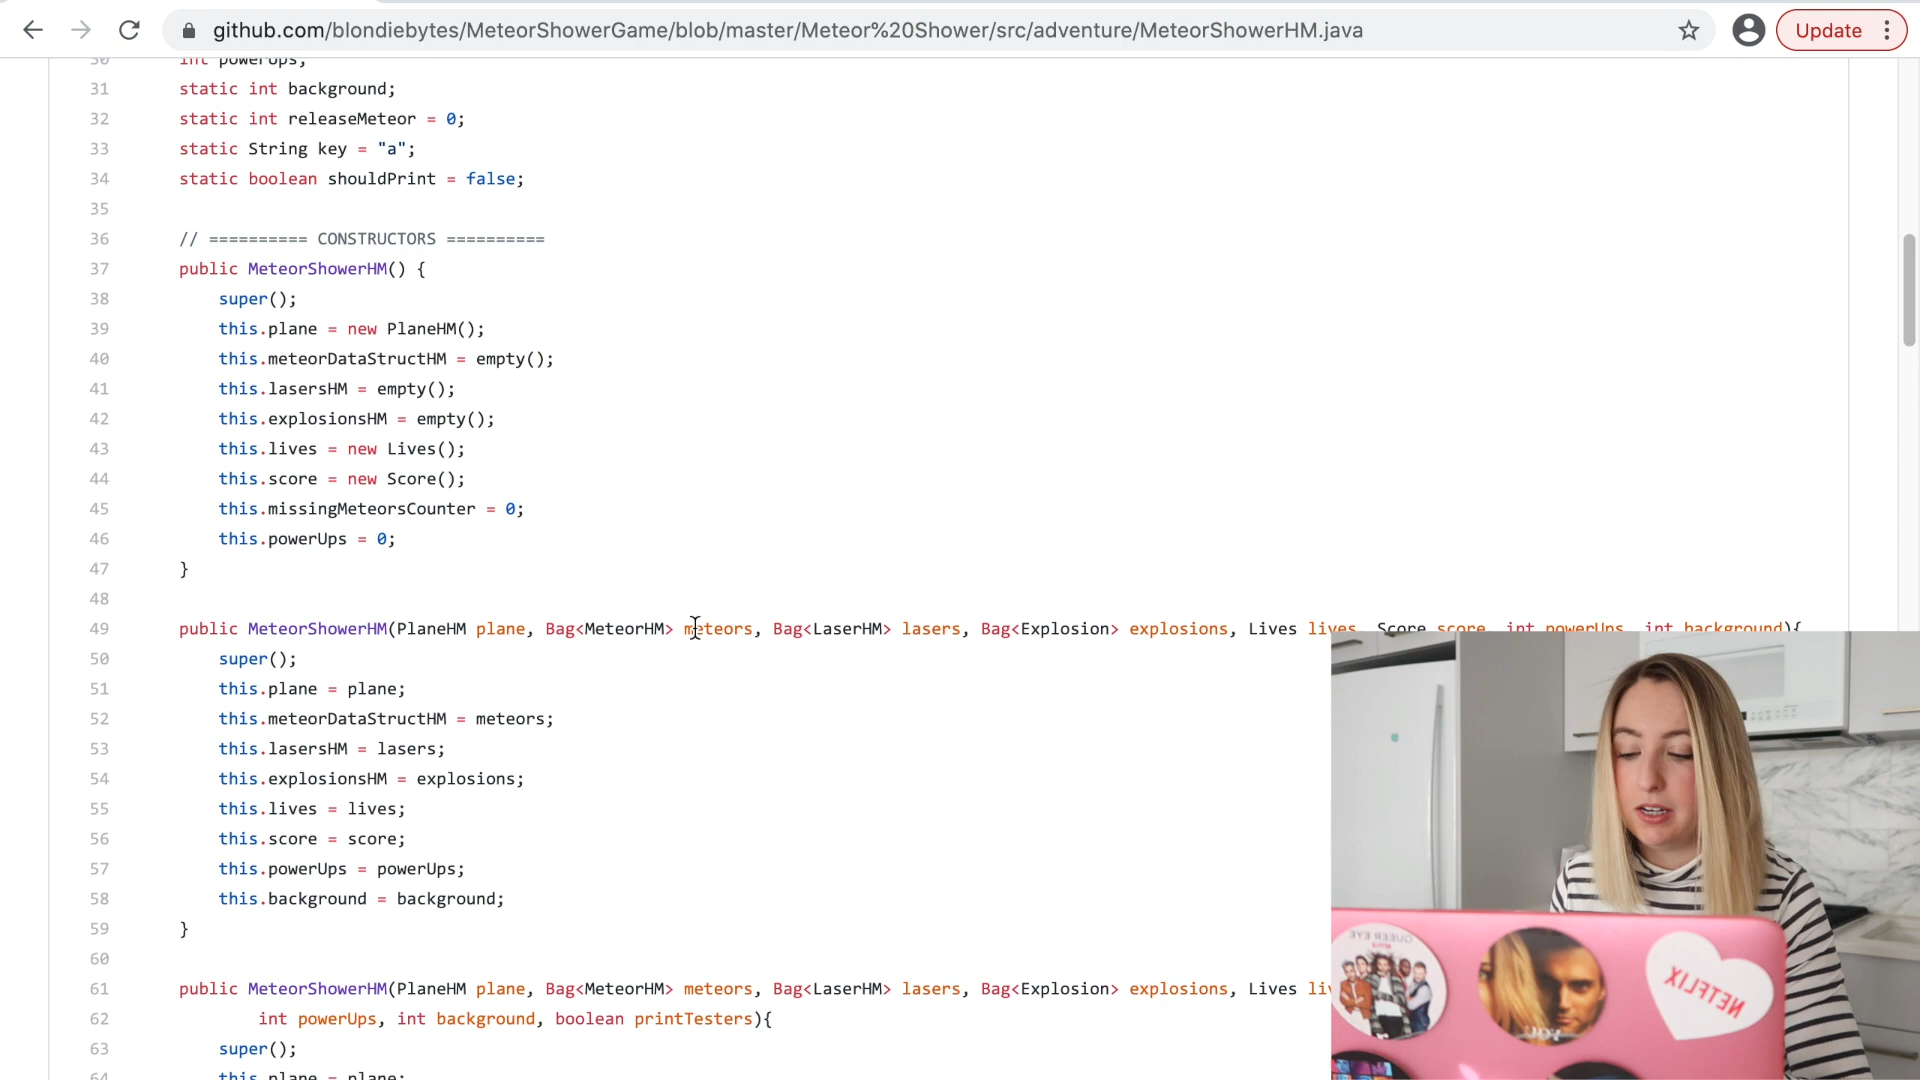 github.com/blondiebytes/MeteorShowerGame/blob/master/Meteor%20Shower/src/adventure/MeteorShowerHM.java
Update
30 int powerUps;
31 static int background;
32 static int releaseMeteor = 0;
33 static String key = "a";
34 static boolean shouldPrint = false;
35
36 // ========== CONSTRUCTORS ==========
37 public MeteorShowerHM() {
38 super();
39 this.plane = new PlaneHM();
40 this.meteorDataStructHM = empty();
41 this.lasersHM = empty();
42 this.explosionsHM = empty();
43 this.lives = new Lives();
44 this.score = new Score();
45 this.missingMeteorsCounter = 0;
46 this.powerUps = 0;
47 }
48
49 public MeteorShowerHM(PlaneHM plane, Bag<MeteorHM> meteors, Bag<LaserHM> lasers, Bag<Explosion> explosions, Lives lives, Score score, int powerUps, int background){
50 super();
51 this.plane = plane;
52 this.meteorDataStructHM = meteors;
53 this.lasersHM = lasers;
54 this.explosionsHM = explosions;
55 this.lives = lives;
56 this.score = score;
57 this.powerUps = powerUps;
58 this.background = background;
59 }
60
61 public MeteorShowerHM(PlaneHM plane, Bag<MeteorHM> meteors, Bag<LaserHM> lasers, Bag<Explosion> explosions, Lives
62 int powerUps, int background, boolean printTesters){
63 super();
64 this.plane = plane;
QUEER EYE
NETFLIX